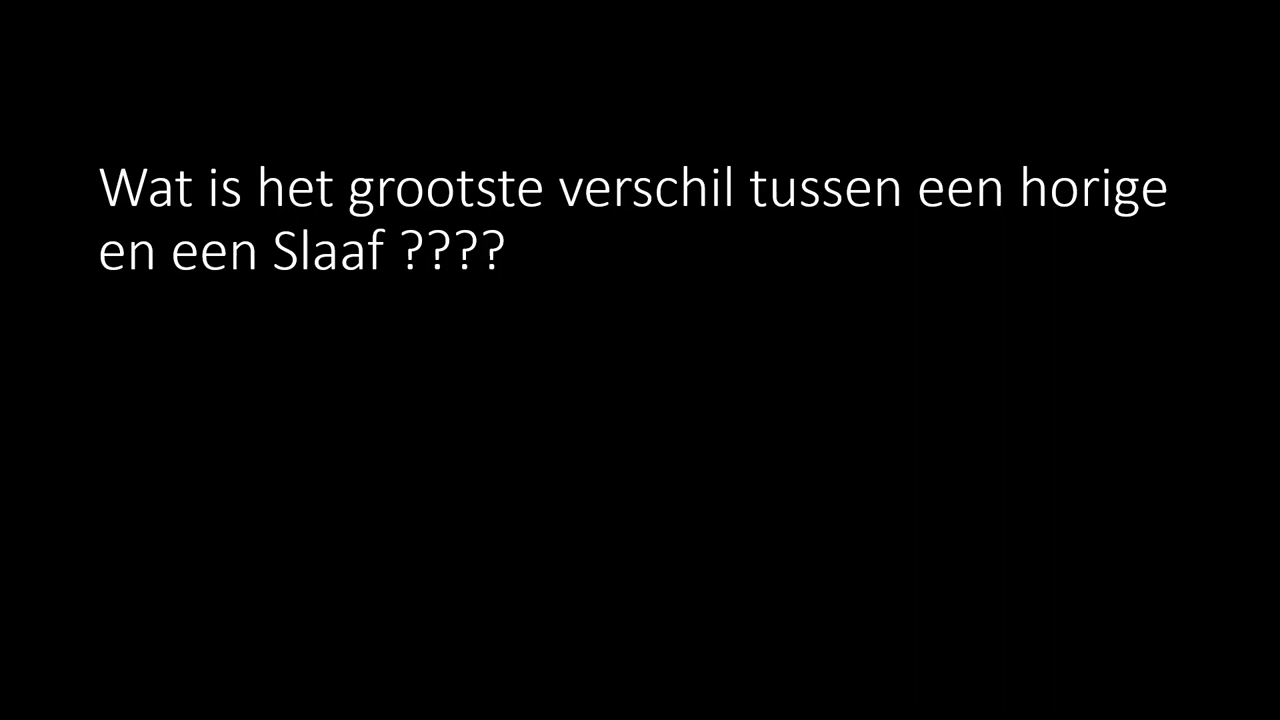 Wat is het grootste verschil tussen een horige
en een Slaaf ????